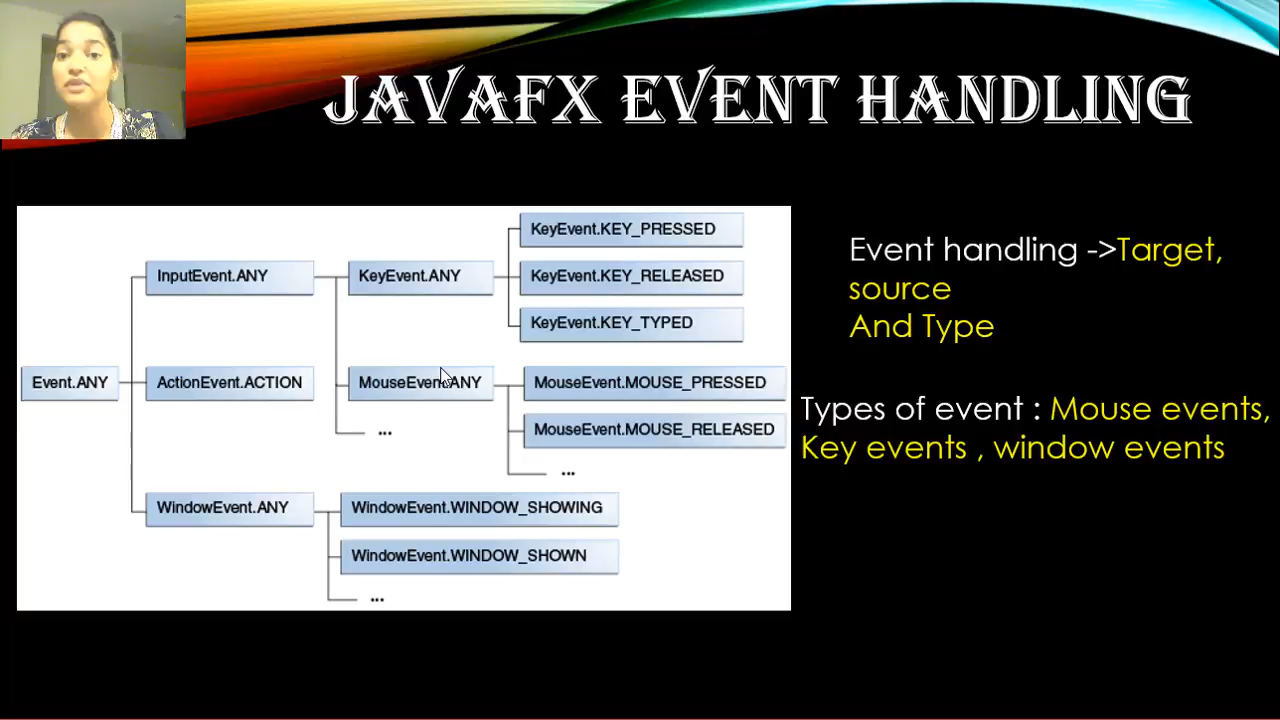 JAVAFX EVENT HANDLING
KeyEvent.KEY_PRESSED
InputEvent.ANY
KeyEvent.ANY
KeyEvent.KEY_RELEASED
KeyEvent.KEY_TYPED
Event.ANY
ActionEvent.ACTION
MouseEvent.ANY
MouseEvent.MOUSE_PRESSED
...
MouseEvent.MOUSE_RELEASED
...
WindowEvent.ANY
WindowEvent.WINDOW_SHOWING
WindowEvent.WINDOW_SHOWN
...
Event handling ->Target,
source
And Type
Types of event : Mouse events,
Key events , window events